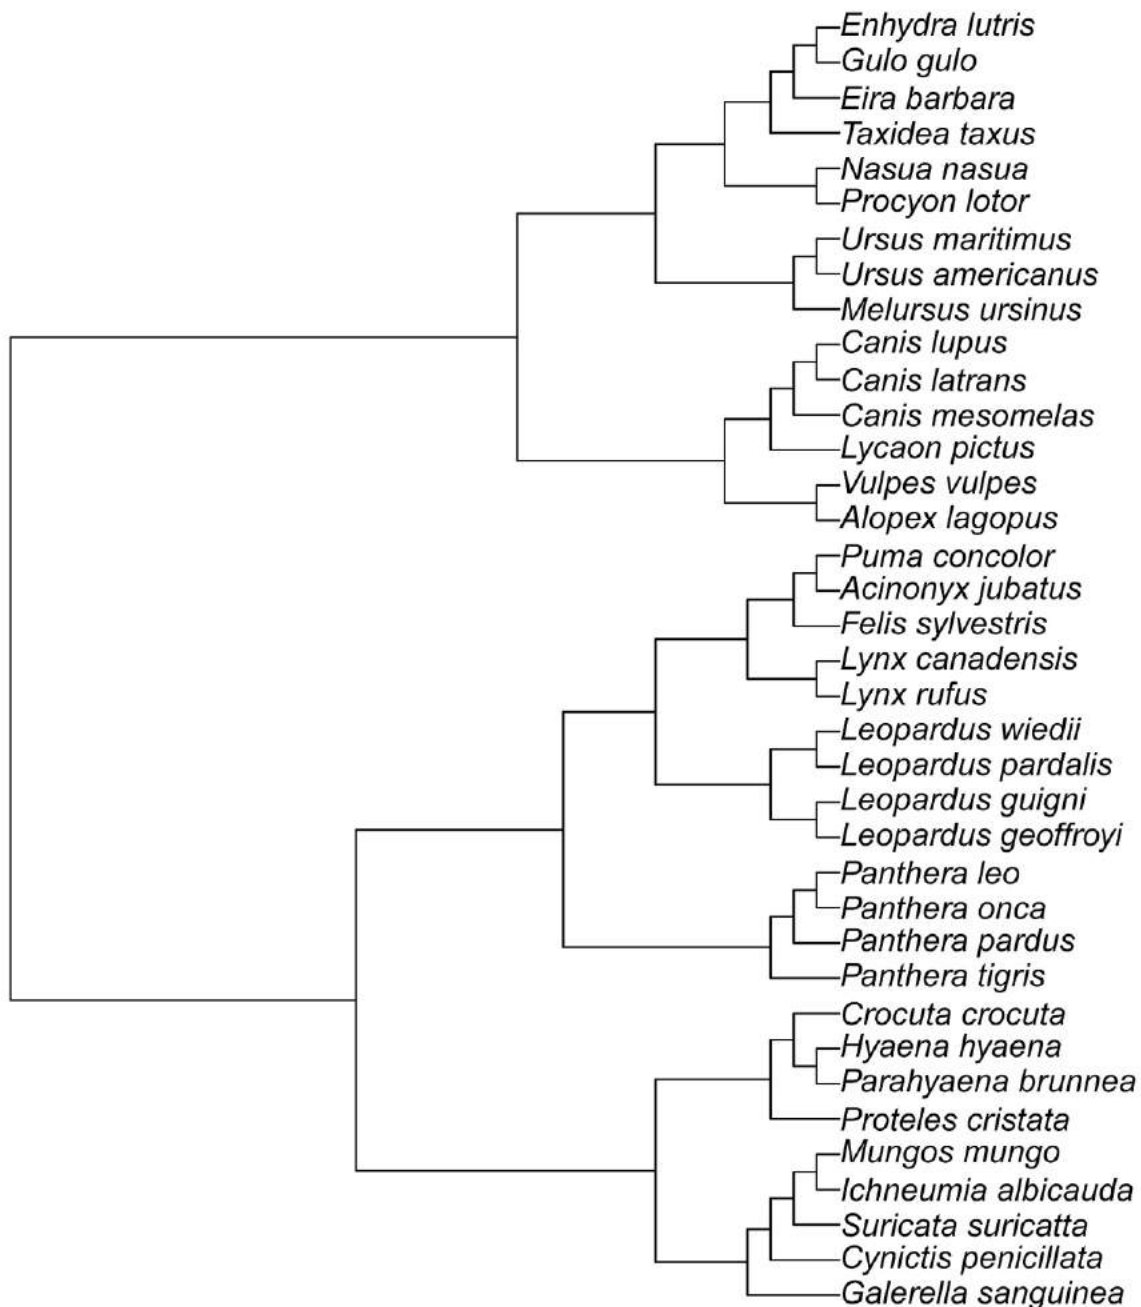 Enhydra lutris
Gulo gulo
Eira barbara
Taxidea taxus
Nasua nasua
Procyon lotor
Ursus maritimus
Ursus americanus
Melursus ursinus
Canis lupus
Canis latrans
Canis mesomelas
Lycaon pictus
Vulpes vulpes
Alopex lagopus
Puma concolor
Acinonyx jubatus
Felis sylvestris
Lynx canadensis
Lynx rufus
Leopardus wiedii
Leopardus pardalis
Leopardus guigni
Leopardus geoffroyi
Panthera leo
Panthera onca
Panthera pardus
Panthera tigris
Crocuta crocuta
Hyaena hyaena
Parahyaena brunnea
Proteles cristata
Mungos mungo
Ichneumia albicauda
Suricata suricatta
Cynictis penicillata
Galerella sanguinea